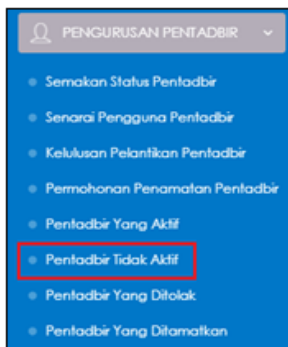 PENGURUSAN PENTADBIR
Semakan Status Pentadbir
Senarai Pengguna Pentadbir
Kelulusan Pelantikan Pentadbir
Permohonan Penamatan Pentadbir
Pentadbir Yang Aktif
Pentadbir Tidak Aktif
Pentadbir Yang Ditolak
Pentadbir Yang Ditamatkan